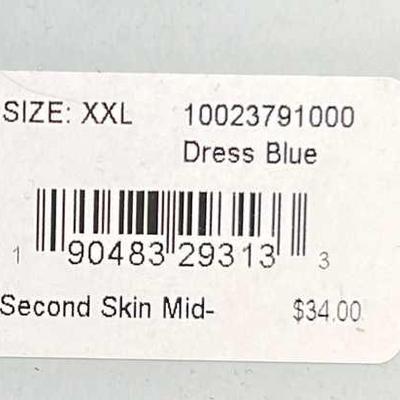 SIZE: XXL 10023791000
Dress Blue
1 90483 29313 3
Second Skin Mid- $34.00